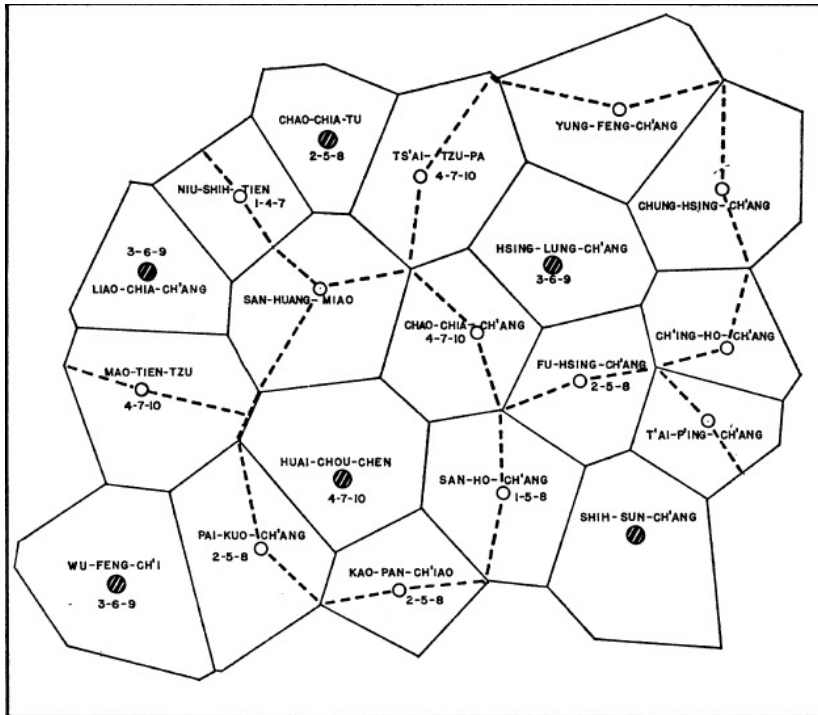 YUNG-FENG-CH'ANG
CHAO-CHIA-TU
2-5-8
TS'AI-TZU-PA
4-7-10
NIU-SHIH-TIEN
1-4-7
CHUNG-HSING-CH'ANG
3-6-9
LIAO-CHIA-CH'ANG
HSING-LUNG-CH'ANG
3-6-9
SAN-HUANG-MIAO
CHAO-CHIA-CH'ANG
4-7-10
CH'ING-HO-CH'ANG
MAO-TIEN-TZU
4-7-10
FU-HSING-CH'ANG
2-5-8
T'AI-P'ING-CH'ANG
HUAI-CHOU-CHEN
4-7-10
SAN-HO-CH'ANG
1-5-8
SHIH-SUN-CH'ANG
PAI-KUO-CH'ANG
2-5-8
WU-FENG-CH'I
3-6-9
KAO-PAN-CH'IAO
2-5-8